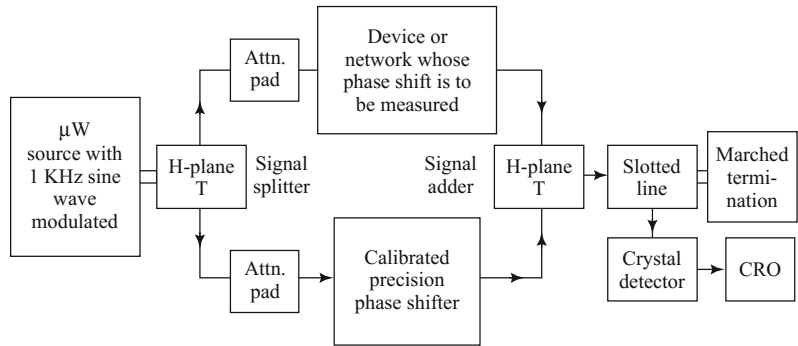 μW
source with
1 KHz sine
wave
modulated
H-plane
T
Signal
splitter
Attn.
pad
Device or
network whose
phase shift is to
be measured
Attn.
pad
Calibrated
precision
phase shifter
Signal
adder
H-plane
T
Slotted
line
Marched
termi-
nation
Crystal
detector
CRO